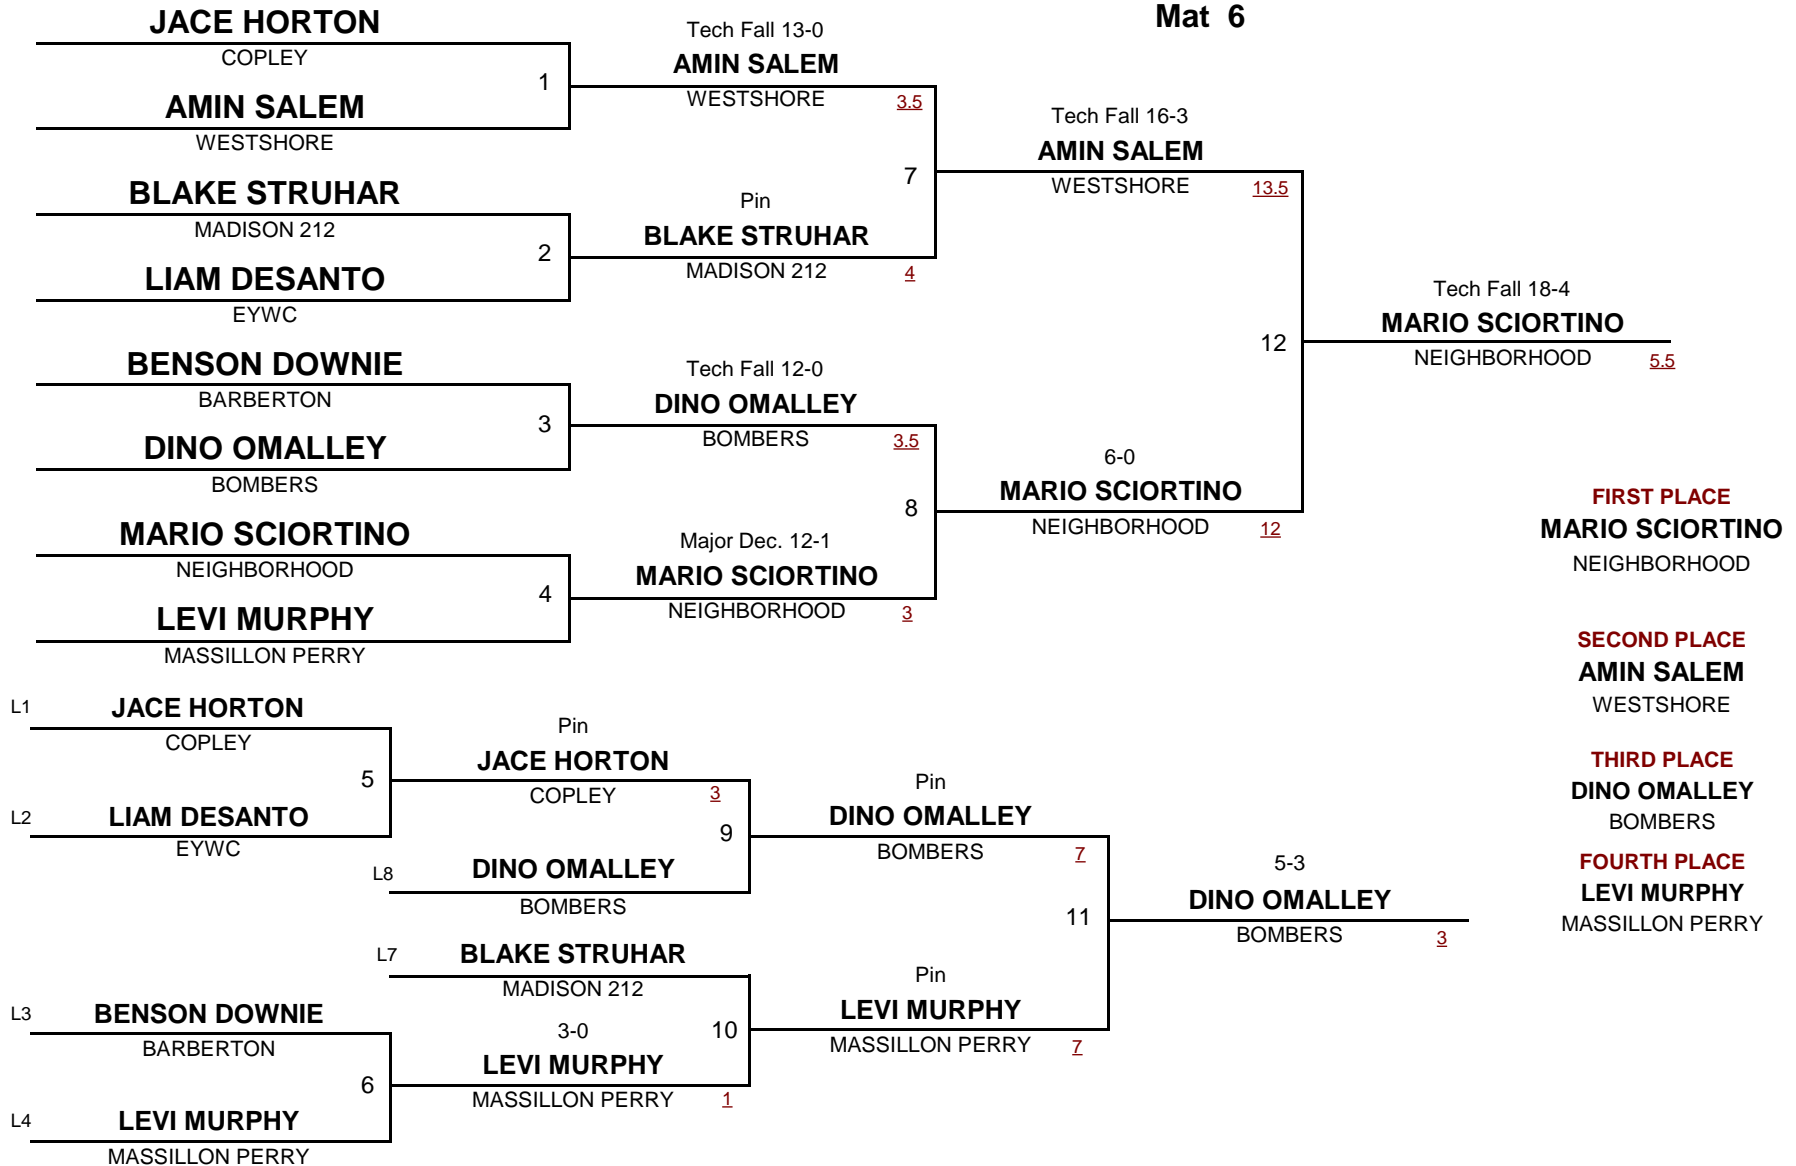 Mat 6
JACE HORTON
COPLEY
1
AMIN SALEM
WESTSHORE
BLAKE STRUHAR
MADISON 212
2
LIAM DESANTO
EYWC
BENSON DOWNIE
BARBERTON
3
DINO OMALLEY
BOMBERS
MARIO SCIORTINO
NEIGHBORHOOD
4
LEVI MURPHY
MASSILLON PERRY
Tech Fall 13-0
AMIN SALEM
WESTSHORE 3.5
7
Pin
BLAKE STRUHAR
MADISON 212 4
Tech Fall 12-0
DINO OMALLEY
BOMBERS 3.5
8
Major Dec. 12-1
MARIO SCIORTINO
NEIGHBORHOOD 3
Tech Fall 16-3
AMIN SALEM
WESTSHORE 13.5
12
6-0
MARIO SCIORTINO
NEIGHBORHOOD 12
Tech Fall 18-4
MARIO SCIORTINO
NEIGHBORHOOD 5.5
L1 JACE HORTON
COPLEY
5
L2 LIAM DESANTO
EYWC
L3 BENSON DOWNIE
BARBERTON
6
L4 LEVI MURPHY
MASSILLON PERRY
Pin
JACE HORTON
COPLEY 3
9
L8 DINO OMALLEY
BOMBERS
L7 BLAKE STRUHAR
MADISON 212
10
3-0
LEVI MURPHY
MASSILLON PERRY 1
Pin
DINO OMALLEY
BOMBERS 7
11
Pin
LEVI MURPHY
MASSILLON PERRY 7
5-3
DINO OMALLEY
BOMBERS 3
FIRST PLACE
MARIO SCIORTINO
NEIGHBORHOOD
SECOND PLACE
AMIN SALEM
WESTSHORE
THIRD PLACE
DINO OMALLEY
BOMBERS
FOURTH PLACE
LEVI MURPHY
MASSILLON PERRY